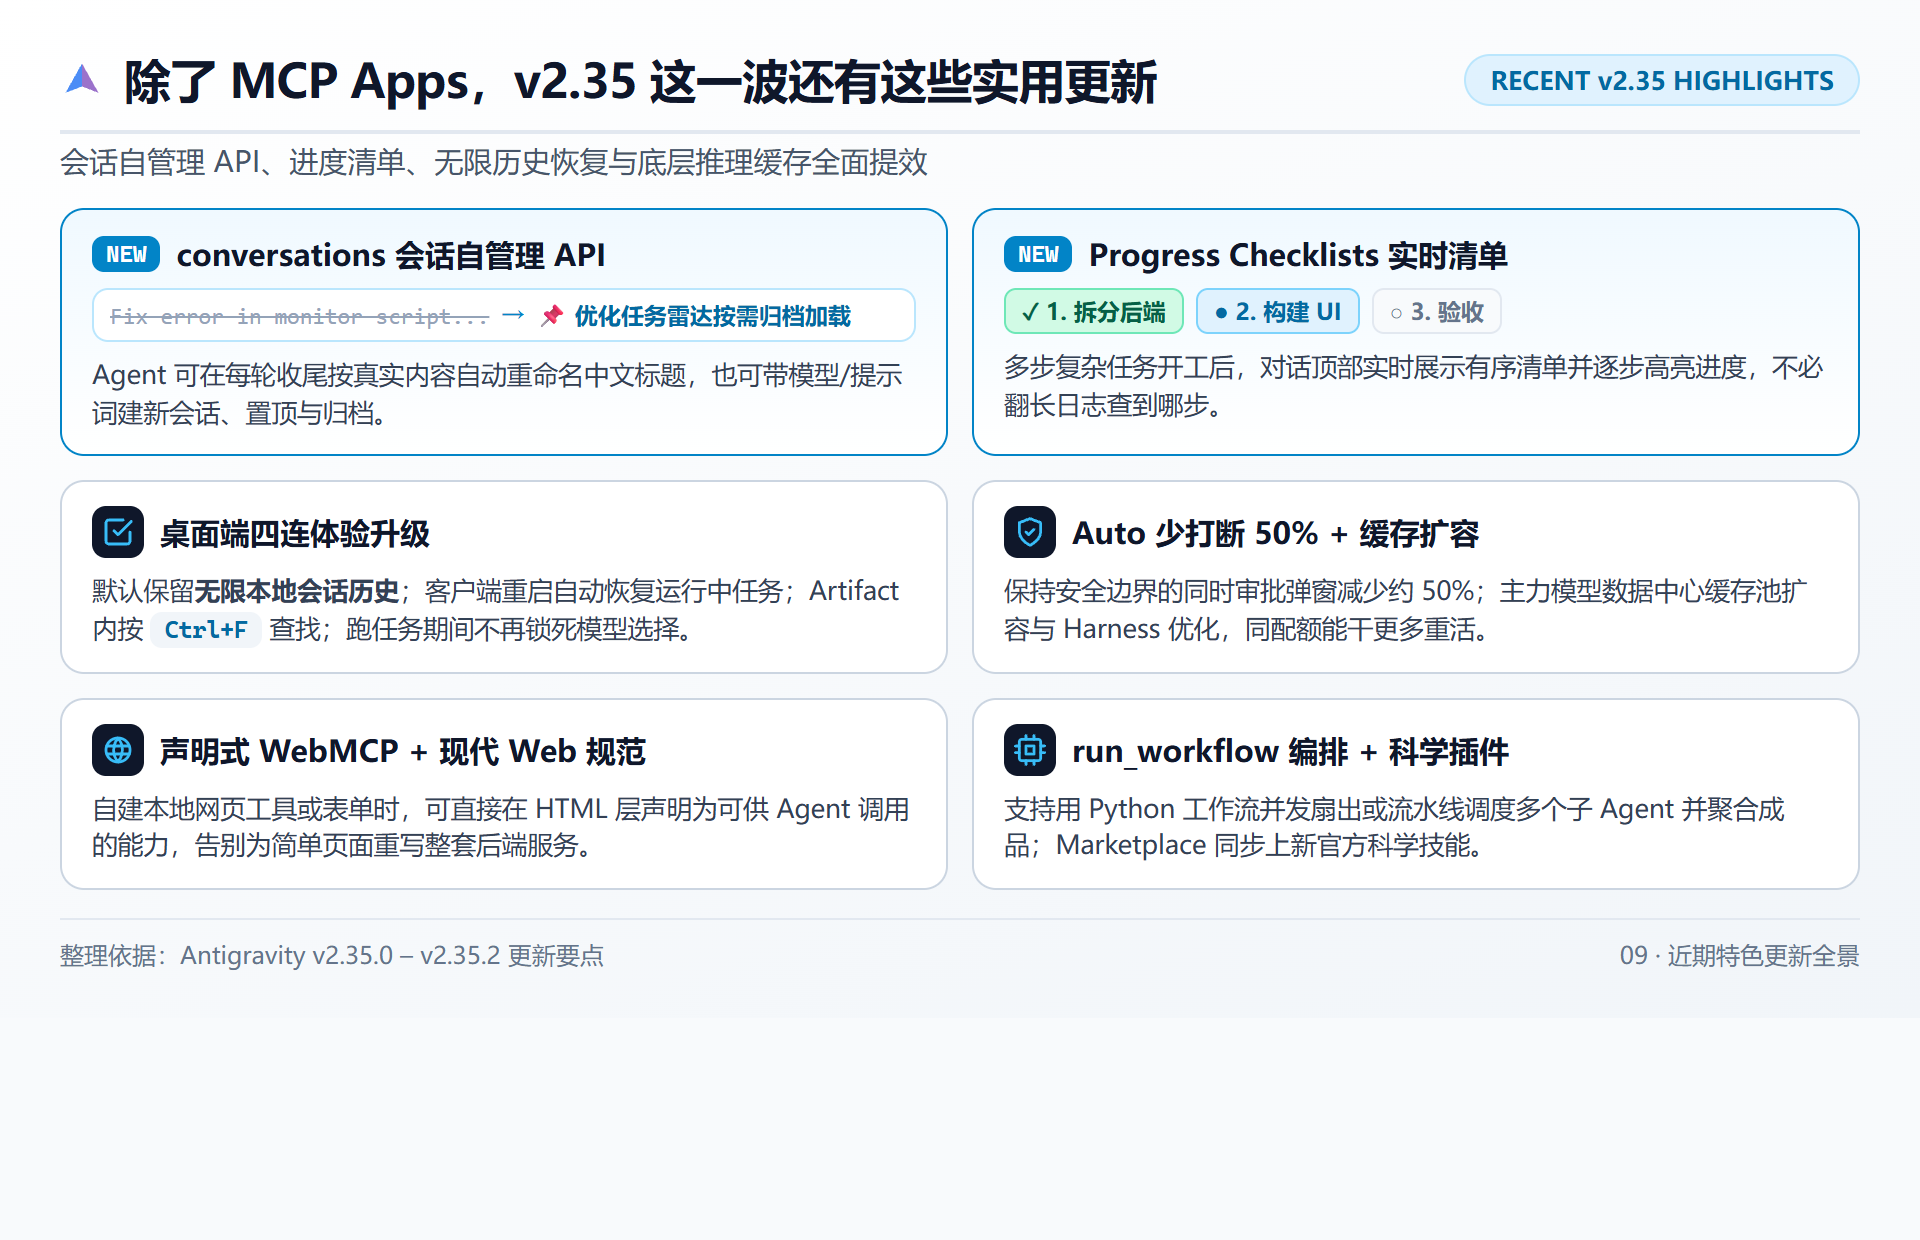 除了 MCP Apps，v2.35 这一波还有这些实用更新
RECENT v2.35 HIGHLIGHTS
会话自管理 API、进度清单、无限历史恢复与底层推理缓存全面提效
NEW conversations 会话自管理 API
Fix error in monitor script... → 📌 优化任务雷达按需归档加载
Agent 可在每轮收尾按真实内容自动重命名中文标题，也可带模型/提示
词建新会话、置顶与归档。
NEW Progress Checklists 实时清单
✓ 1. 拆分后端 ● 2. 构建 UI ○ 3. 验收
多步复杂任务开工后，对话顶部实时展示有序清单并逐步高亮进度，不必
翻长日志查到哪步。
桌面端四连体验升级
默认保留无限本地会话历史；客户端重启自动恢复运行中任务；Artifact
内按 Ctrl+F 查找；跑任务期间不再锁死模型选择。
Auto 少打断 50% + 缓存扩容
保持安全边界的同时审批弹窗减少约 50%；主力模型数据中心缓存池扩
容与 Harness 优化，同配额能干更多重活。
声明式 WebMCP + 现代 Web 规范
自建本地网页工具或表单时，可直接在 HTML 层声明为可供 Agent 调用
的能力，告别为简单页面重写整套后端服务。
run_workflow 编排 + 科学插件
支持用 Python 工作流并发扇出或流水线调度多个子 Agent 并聚合成
品；Marketplace 同步上新官方科学技能。
整理依据：Antigravity v2.35.0 – v2.35.2 更新要点
09 · 近期特色更新全景